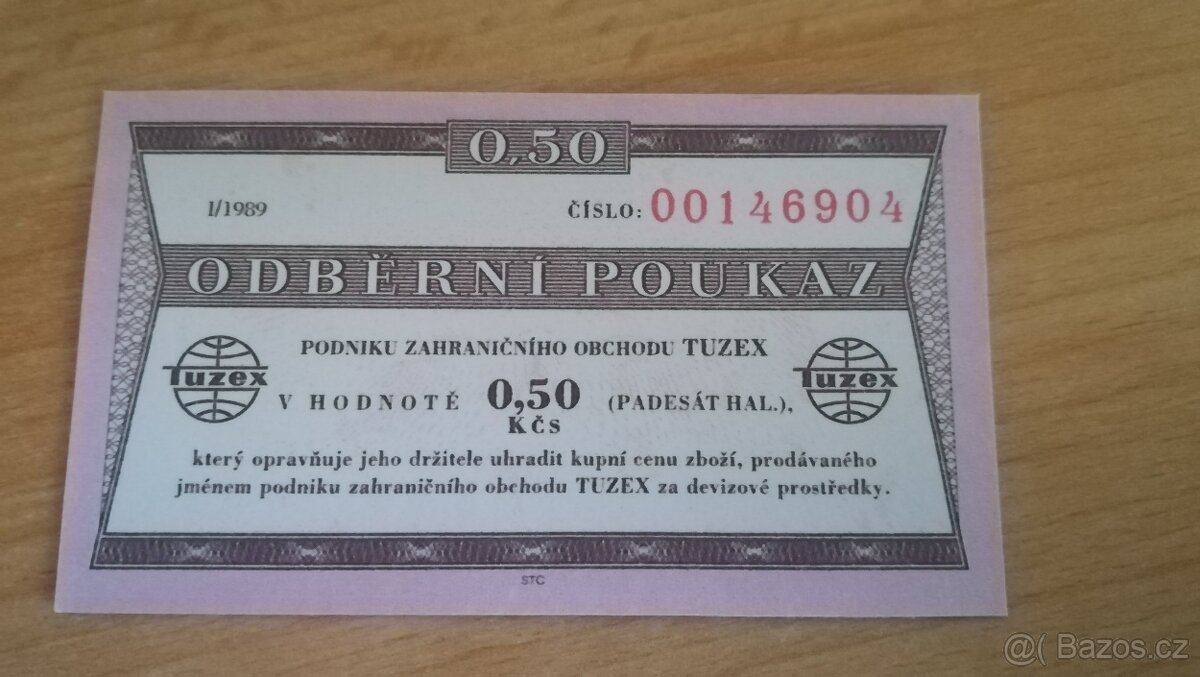 0,50
I/1989
ČÍSLO: 00146904
ODBĚRNÍ POUKAZ
PODNIKU ZAHRANIČNÍHO OBCHODU TUZEX
Tuzex
V HODNOTĚ 0,50 (PADESÁT HAL.),
KČS
Tuzex
který opravňuje jeho držitele uhradit kupní cenu zboží, prodávaného
jménem podniku zahraničního obchodu TUZEX za devizové prostředky.
STC
@( Bazos.cz